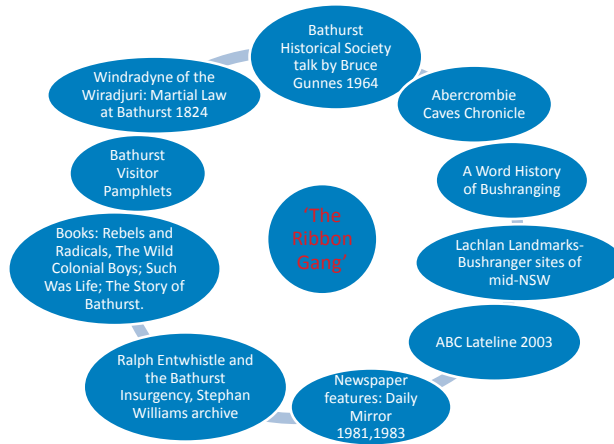 Bathurst
Historical Society
talk by Bruce
Gunnes 1964
Abercrombie
Caves Chronicle
A Word History
of Bushranging
Lachlan Landmarks-
Bushranger sites of
mid-NSW
ABC Lateline 2003
Newspaper
features: Daily
Mirror
1981,1983
Ralph Entwhistle and
the Bathurst
Insurgency, Stephan
Williams archive
Books: Rebels and
Radicals, The Wild
Colonial Boys; Such
Was Life; The Story of
Bathurst.
Bathurst
Visitor
Pamphlets
Windradyne of the
Wiradjuri: Martial Law
at Bathurst 1824
'The
Ribbon
Gang'